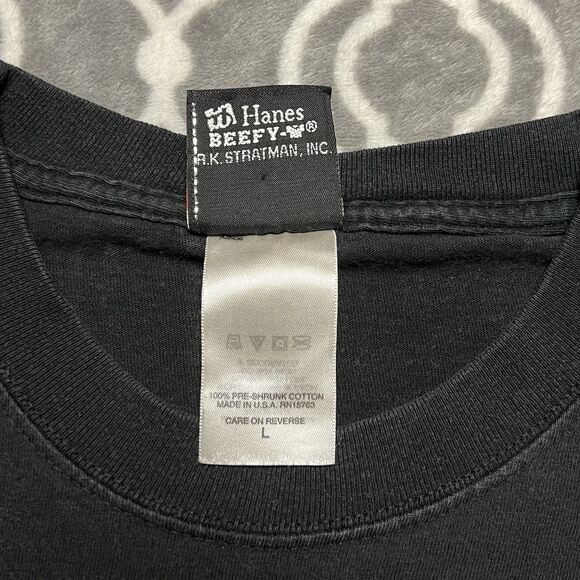 Hanes
BEEFY-T®
R.K. STRATMAN, INC.
100% PRE-SHRUNK COTTON
MADE IN U.S.A. RN15763
CARE ON REVERSE
L